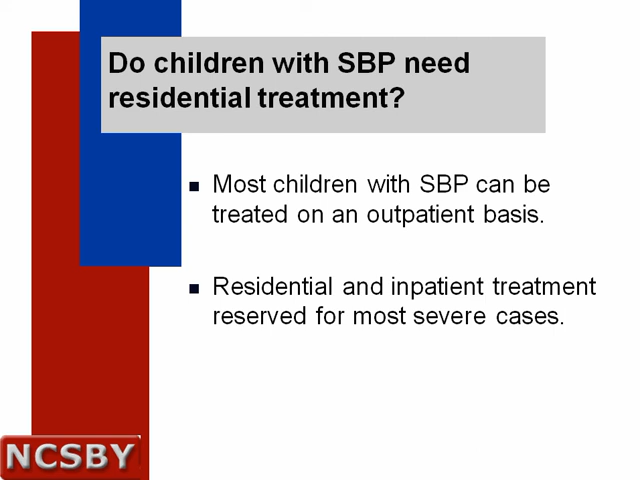 Do children with SBP need
residential treatment?
■ Most children with SBP can be
treated on an outpatient basis.
■ Residential and inpatient treatment
reserved for most severe cases.
NCSBY